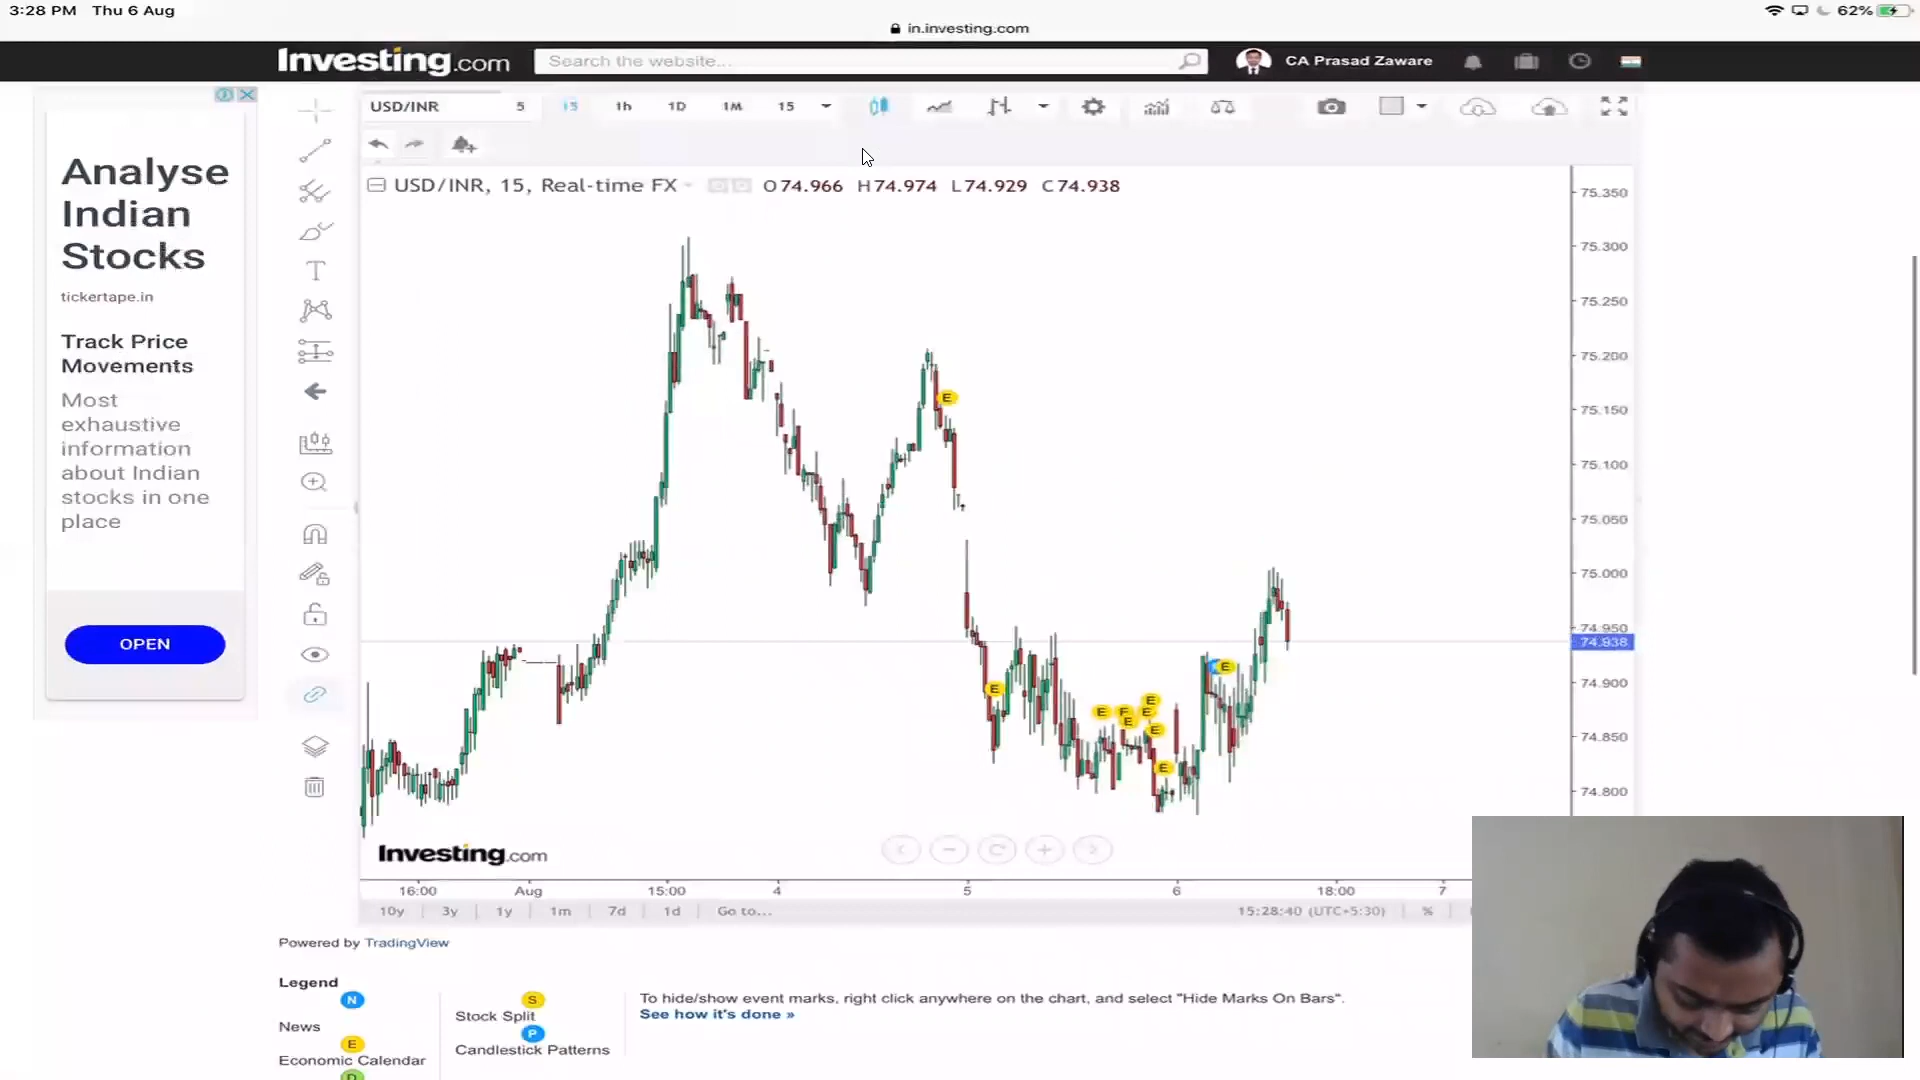 3:28 PM Thu 6 Aug
62%
in.investing.com
Investing.com
Search the website...
CA Prasad Zaware
USD/INR
5
15
1h
1D
1M
15
USD/INR, 15, Real-time FX
O74.966 H74.974 L74.929 C74.938
Analyse
Indian
Stocks
tickertape.in
Track Price
Movements
Most
exhaustive
information
about Indian
stocks in one
place
OPEN
T
75.350
75.300
75.250
75.200
75.150
75.100
75.050
75.000
74.950
74.938
74.900
74.850
74.800
E
E
E
E
E
E
E
E
E
E
Investing.com
16:00
Aug
15:00
4
5
6
18:00
7
10y
3y
1y
1m
7d
1d
Go to...
15:28:40 (UTC+5:30)
%
Powered by TradingView
Legend
N
News
E
Economic Calendar
D
S
Stock Split
P
Candlestick Patterns
To hide/show event marks, right click anywhere on the chart, and select "Hide Marks On Bars".
See how it's done »